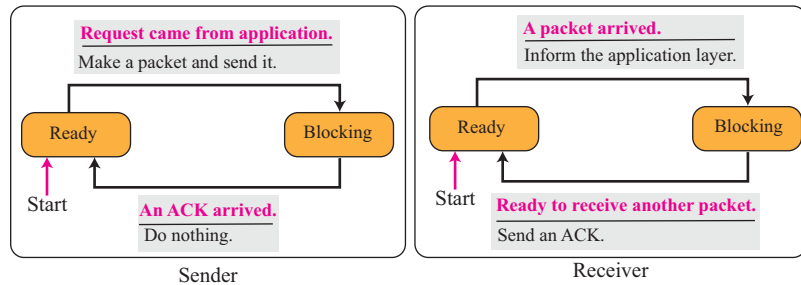 Request came from application.
Make a packet and send it.
Ready
Blocking
Start
An ACK arrived.
Do nothing.
Sender
A packet arrived.
Inform the application layer.
Ready
Blocking
Start
Ready to receive another packet.
Send an ACK.
Receiver